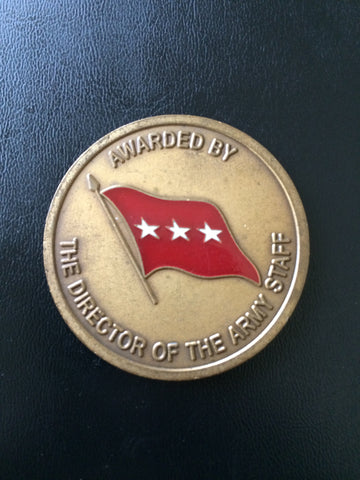 AWARDED BY
THE DIRECTOR OF THE ARMY STAFF